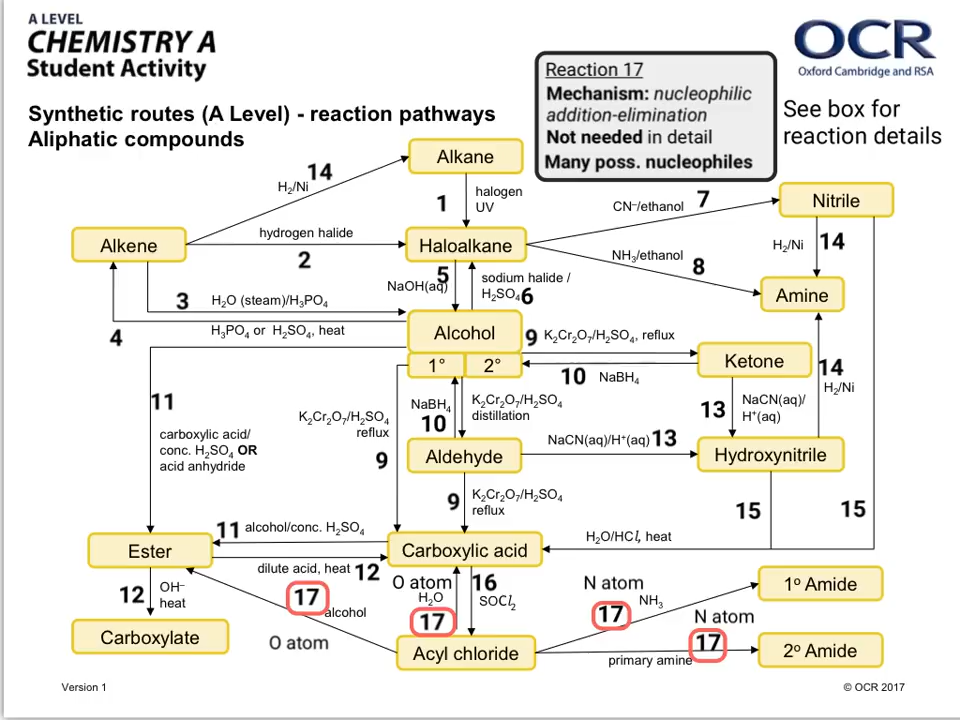 A LEVEL
CHEMISTRY A
Student Activity
OCR
Oxford Cambridge and RSA
Reaction 17
Mechanism: nucleophilic
addition-elimination
Not needed in detail
Many poss. nucleophiles
See box for
reaction details
Synthetic routes (A Level) - reaction pathways
Aliphatic compounds
Alkane
14
H₂/Ni
1
halogen
UV
7
CN⁻/ethanol
Nitrile
Alkene
hydrogen halide
2
Haloalkane
NH₃/ethanol
8
H₂/Ni
14
5
NaOH(aq)
sodium halide /
H₂SO₄
6
Amine
3
H₂O (steam)/H₃PO₄
4
H₃PO₄ or H₂SO₄, heat
Alcohol
1°
2°
9
K₂Cr₂O₇/H₂SO₄, reflux
Ketone
10
NaBH₄
14
H₂/Ni
11
carboxylic acid/
conc. H₂SO₄ OR
acid anhydride
K₂Cr₂O₇/H₂SO₄
reflux
9
NaBH₄
10
K₂Cr₂O₇/H₂SO₄
distillation
13
NaCN(aq)/
H⁺(aq)
NaCN(aq)/H⁺(aq)
13
Aldehyde
Hydroxynitrile
9
K₂Cr₂O₇/H₂SO₄
reflux
15
15
11
alcohol/conc. H₂SO₄
H₂O/HCl, heat
Ester
Carboxylic acid
dilute acid, heat
12
12
OH⁻
heat
17
alcohol
O atom
O atom
H₂O
17
16
SOCl₂
N atom
17
NH₃
1° Amide
N atom
17
primary amine
2° Amide
Carboxylate
Acyl chloride
Version 1
© OCR 2017